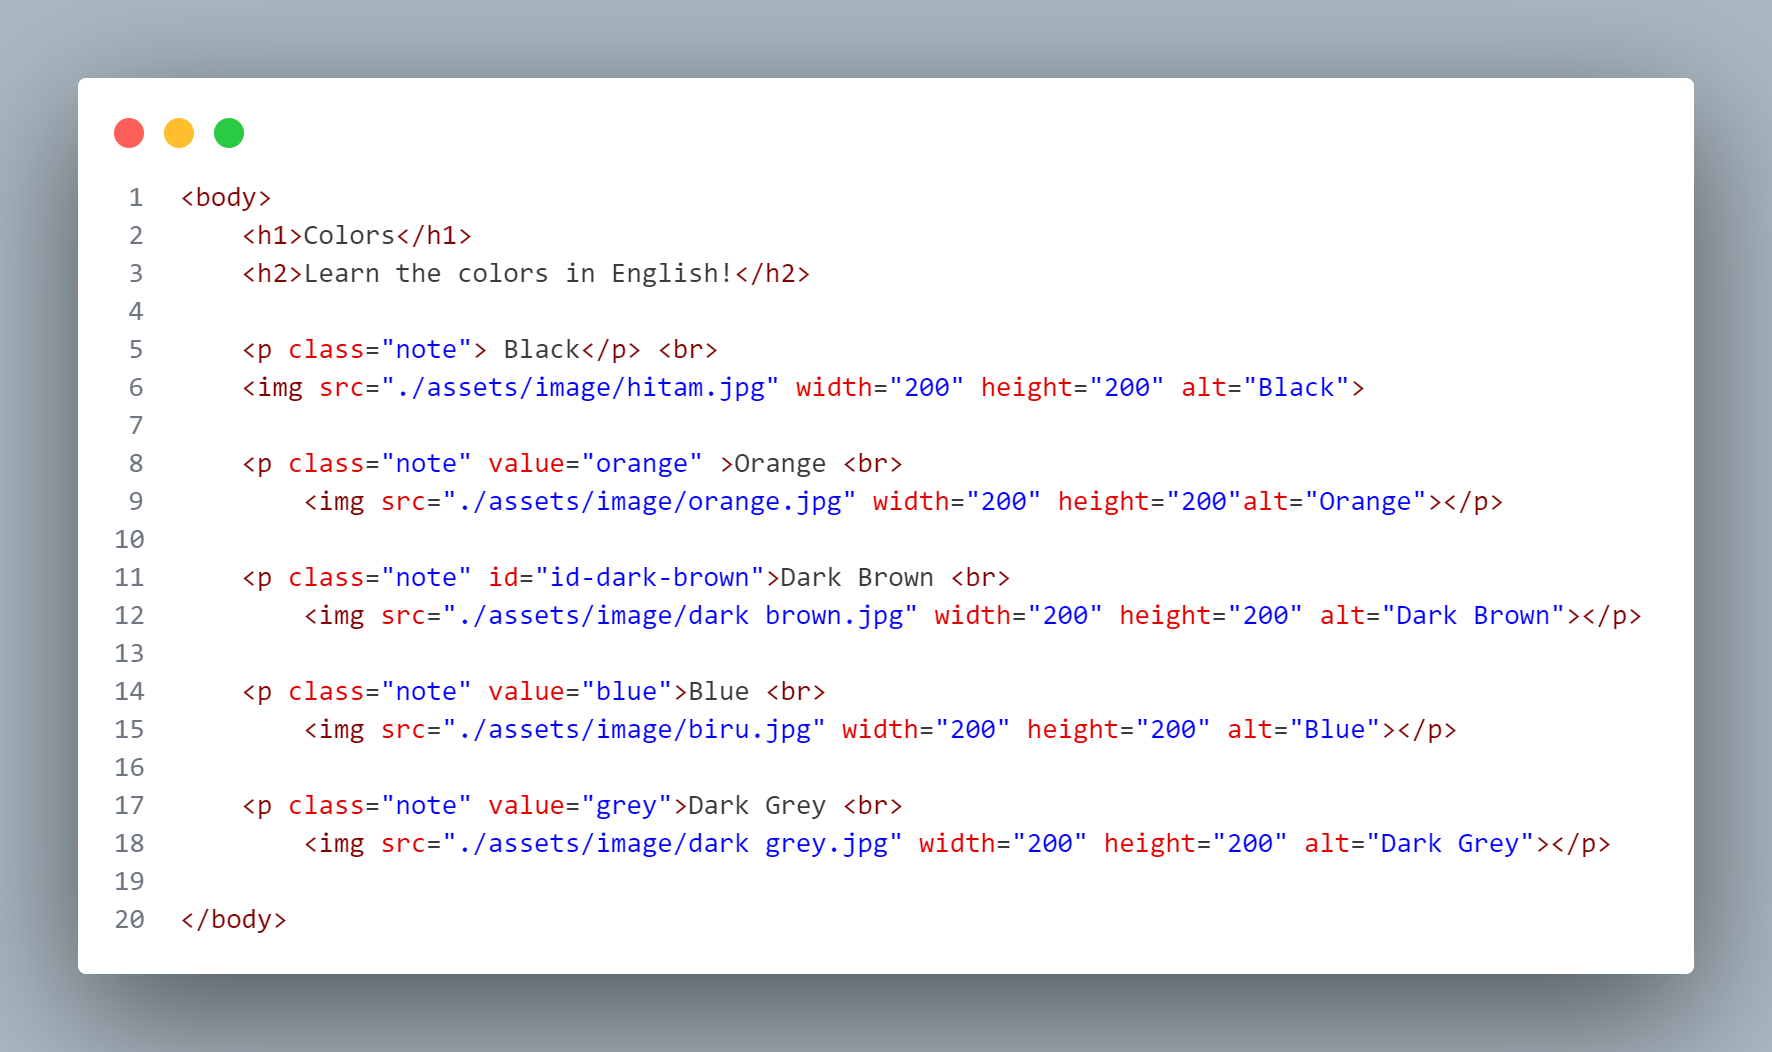 1 <body>
2     <h1>Colors</h1>
3     <h2>Learn the colors in English!</h2>
4
5     <p class="note"> Black</p> <br>
6     <img src="./assets/image/hitam.jpg" width="200" height="200" alt="Black">
7
8     <p class="note" value="orange" >Orange <br>
9         <img src="./assets/image/orange.jpg" width="200" height="200"alt="Orange"></p>
10
11     <p class="note" id="id-dark-brown">Dark Brown <br>
12         <img src="./assets/image/dark brown.jpg" width="200" height="200" alt="Dark Brown"></p>
13
14     <p class="note" value="blue">Blue <br>
15         <img src="./assets/image/biru.jpg" width="200" height="200" alt="Blue"></p>
16
17     <p class="note" value="grey">Dark Grey <br>
18         <img src="./assets/image/dark grey.jpg" width="200" height="200" alt="Dark Grey"></p>
19
20 </body>